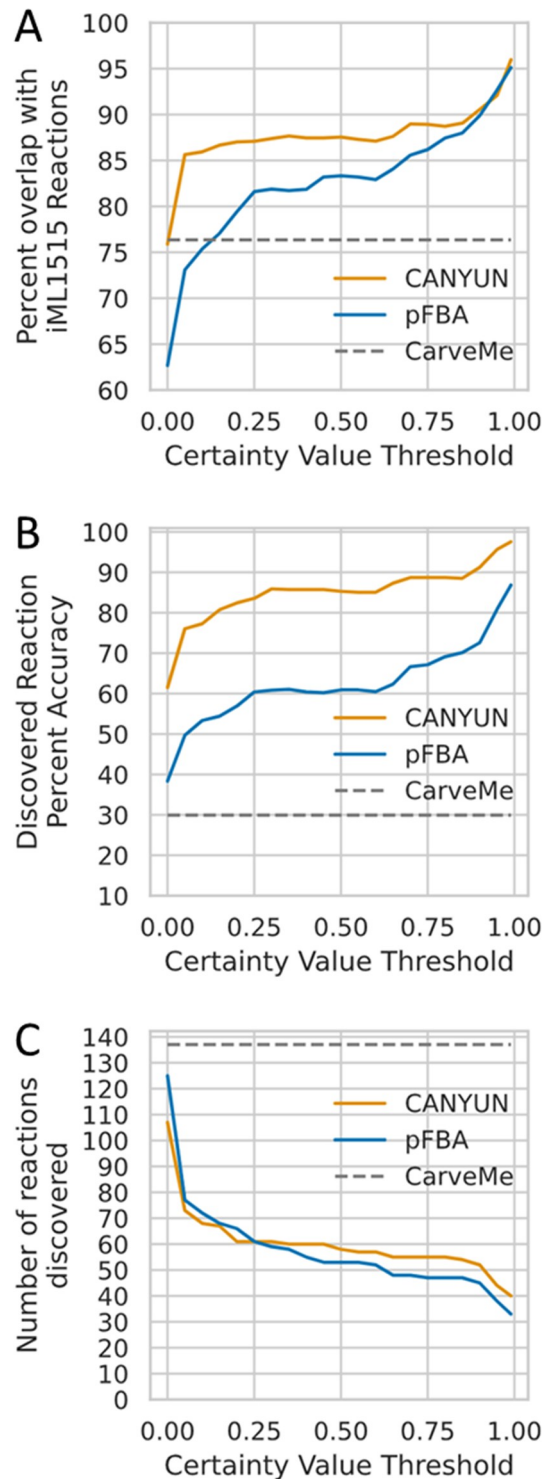 A
Percent overlap with
iML1515 Reactions
100
95
90
85
80
75
70
65
60
CANYUN
pFBA
CarveMe
0.00 0.25 0.50 0.75 1.00
Certainty Value Threshold
B
Discovered Reaction
Percent Accuracy
100
90
80
70
60
50
40
30
20
10
CANYUN
pFBA
CarveMe
0.00 0.25 0.50 0.75 1.00
Certainty Value Threshold
C
Number of reactions
discovered
140
130
120
110
100
90
80
70
60
50
40
30
20
10
0
CANYUN
pFBA
CarveMe
0.00 0.25 0.50 0.75 1.00
Certainty Value Threshold